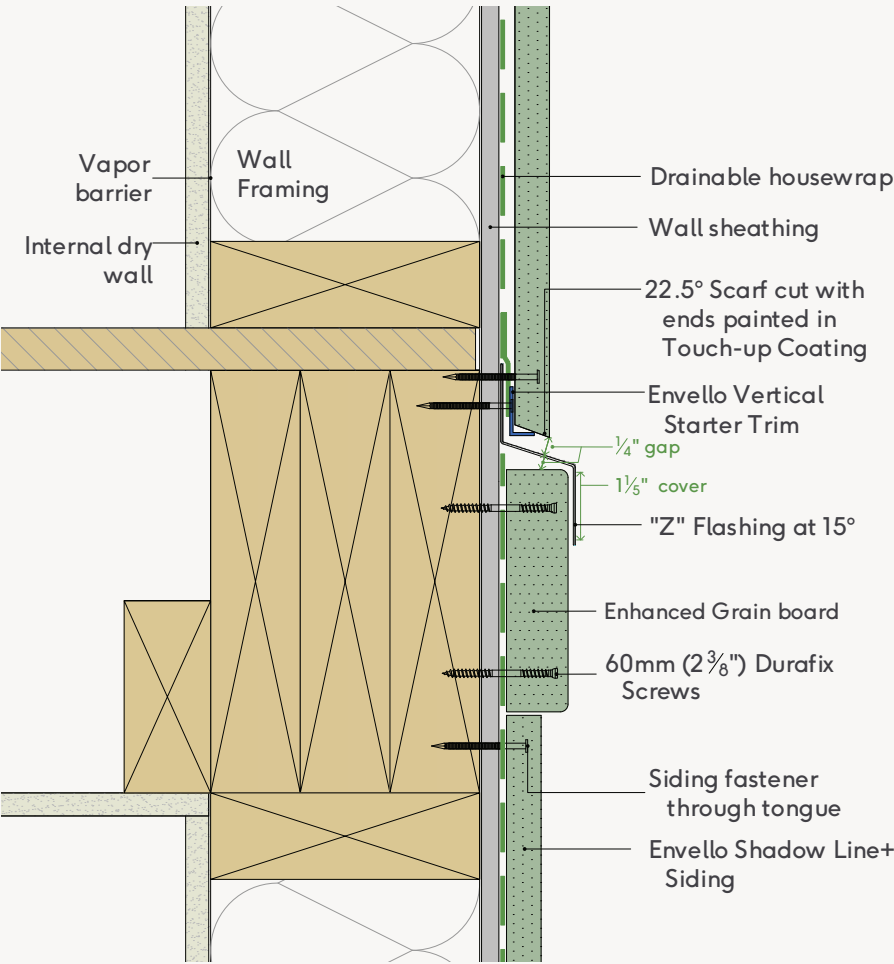 Vapor
barrier
Wall
Framing
Internal dry
wall
Drainable housewrap
Wall sheathing
22.5° Scarf cut with
ends painted in
Touch-up Coating
Envello Vertical
Starter Trim
¼" gap
1⅕" cover
"Z" Flashing at 15°
Enhanced Grain board
60mm (2⅜") Durafix
Screws
Siding fastener
through tongue
Envello Shadow Line+
Siding